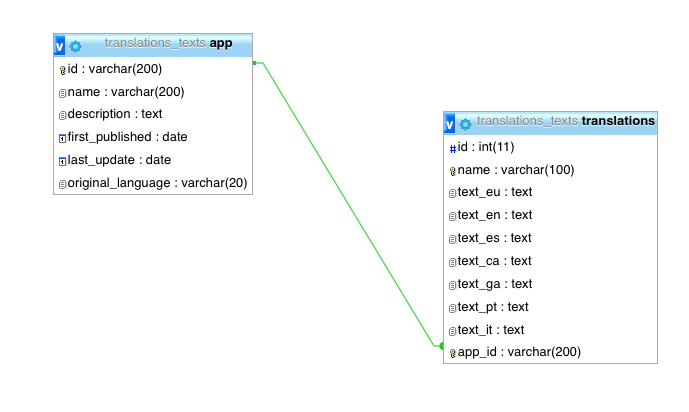 translations_texts app
id : varchar(200)
name : varchar(200)
description : text
first_published : date
last_update : date
original_language : varchar(20)
translations_texts translations
id : int(11)
name : varchar(100)
text_eu : text
text_en : text
text_es : text
text_ca : text
text_ga : text
text_pt : text
text_it : text
app_id : varchar(200)